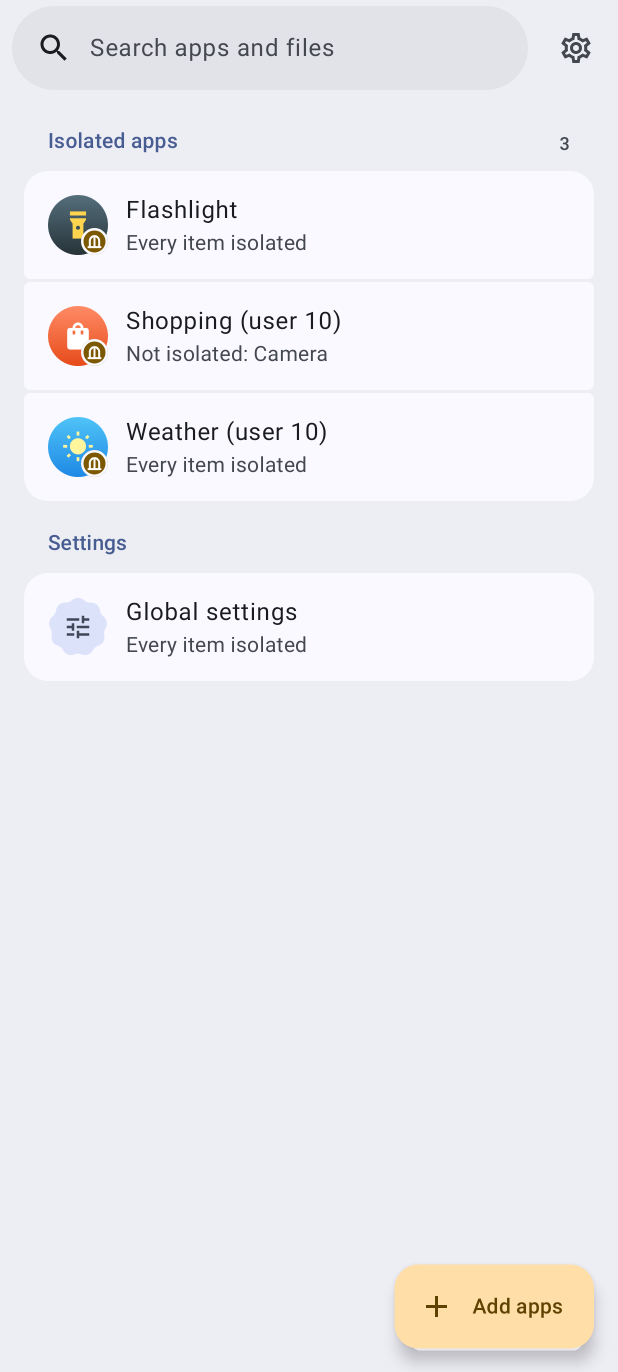 Search apps and files
Isolated apps
3
Flashlight
Every item isolated
Shopping (user 10)
Not isolated: Camera
Weather (user 10)
Every item isolated
Settings
Global settings
Every item isolated
Add apps